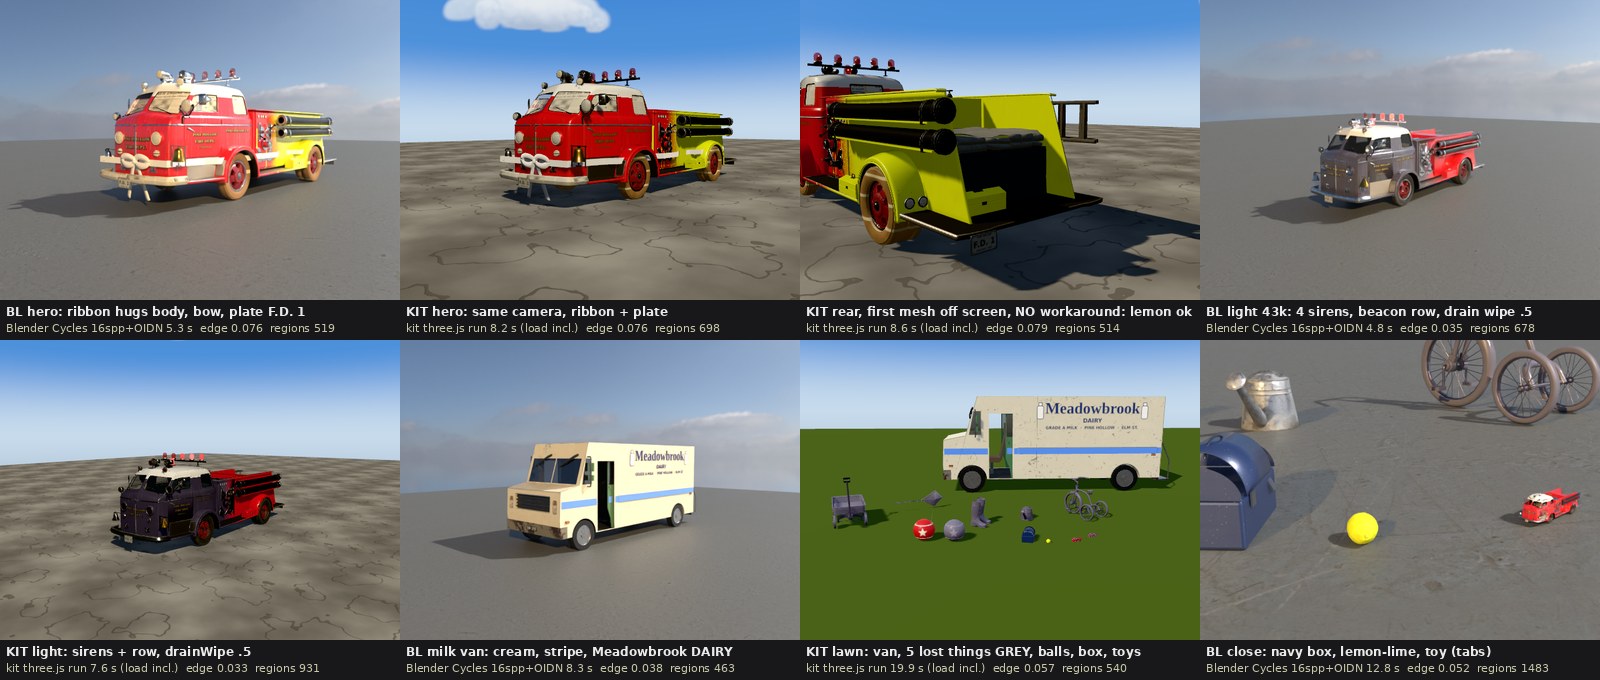 BL hero: ribbon hugs body, bow, plate F.D. 1
Blender Cycles 16spp+OIDN 5.3 s  edge 0.076  regions 519
KIT hero: same camera, ribbon + plate
kit three.js run 8.2 s (load incl.)  edge 0.076  regions 698
F.D. 1
KIT rear, first mesh off screen, NO workaround: lemon ok
kit three.js run 8.6 s (load incl.)  edge 0.079  regions 514
BL light 43k: 4 sirens, beacon row, drain wipe .5
Blender Cycles 16spp+OIDN 4.8 s  edge 0.035  regions 678
KIT light: sirens + row, drainWipe .5
kit three.js run 7.6 s (load incl.)  edge 0.033  regions 931
Meadowbrook
DAIRY
BL milk van: cream, stripe, Meadowbrook DAIRY
Blender Cycles 16spp+OIDN 8.3 s  edge 0.038  regions 463
Meadowbrook
DAIRY
GRADE A MILK · PINE HOLLOW · ELM ST.
KIT lawn: van, 5 lost things GREY, balls, box, toys
kit three.js run 19.9 s (load incl.)  edge 0.057  regions 540
BL close: navy box, lemon-lime, toy (tabs)
Blender Cycles 16spp+OIDN 12.8 s  edge 0.052  regions 1483